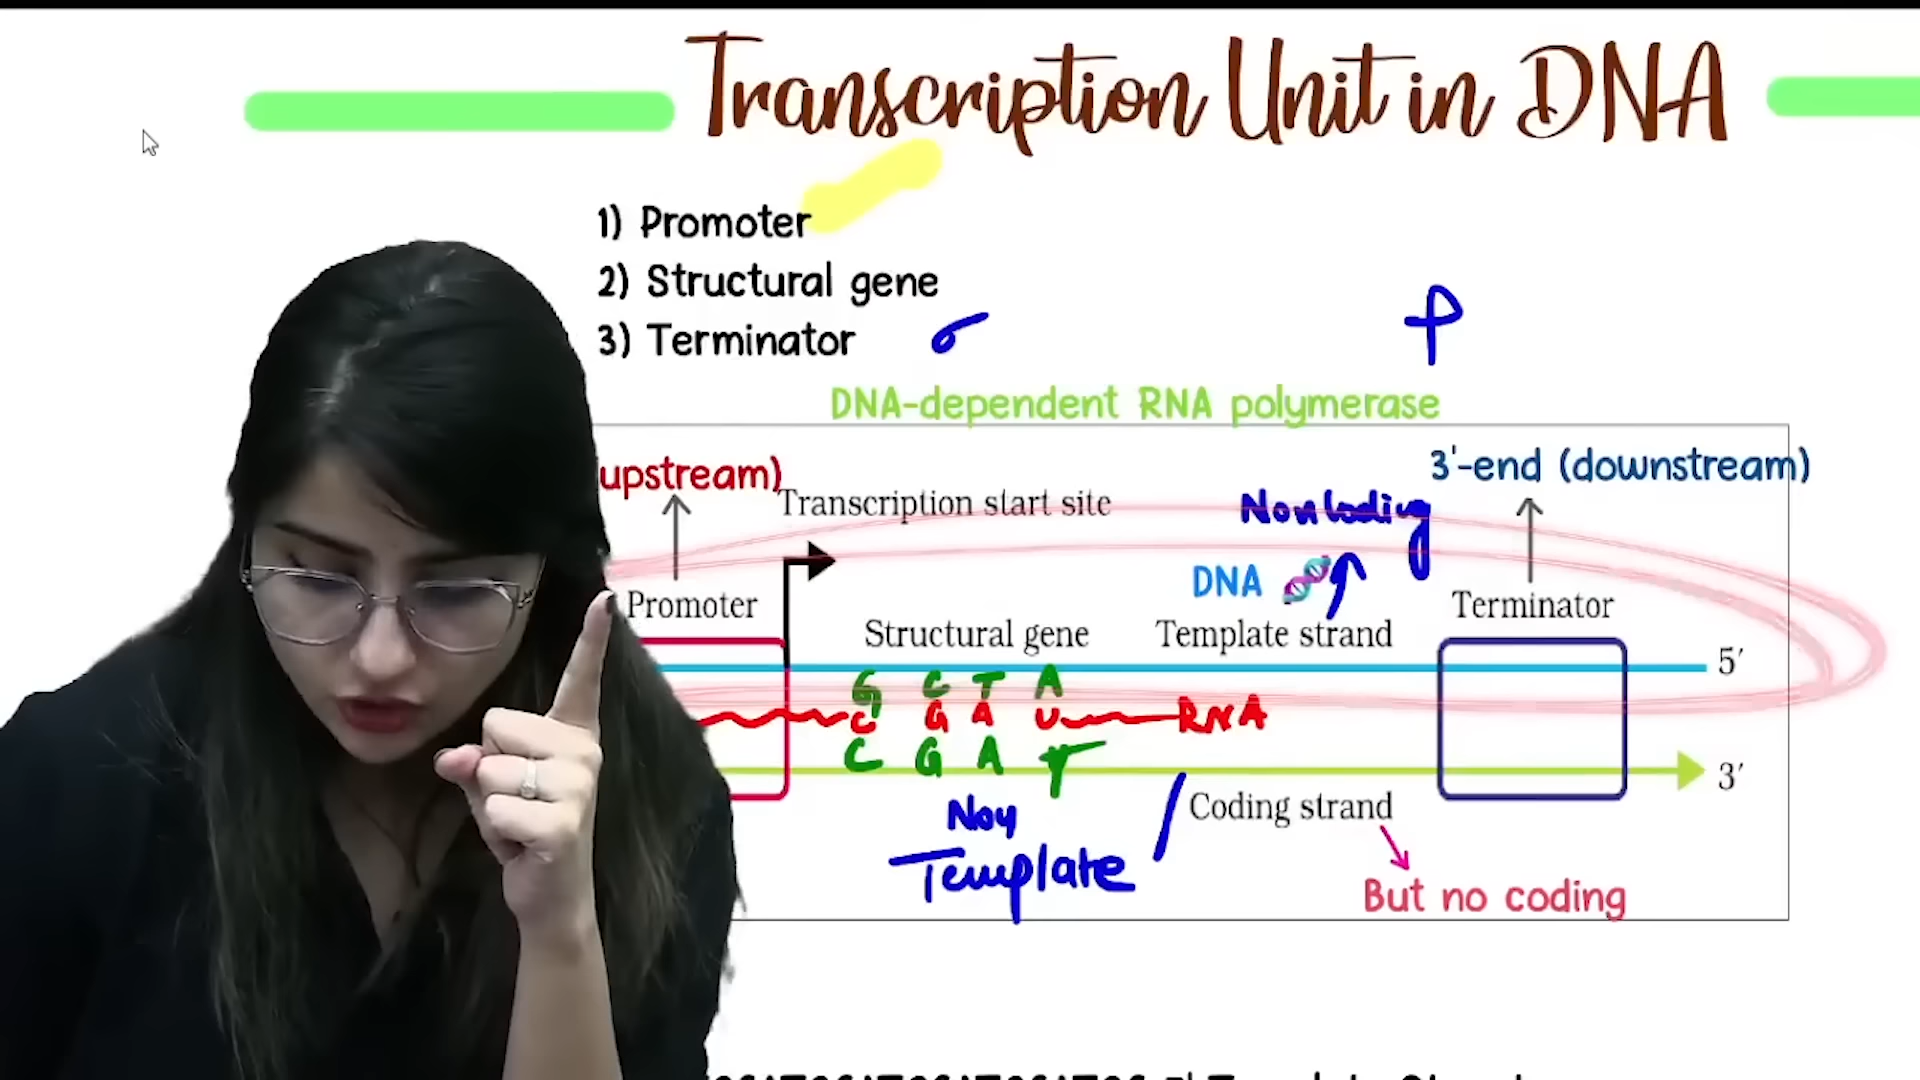 Transcription Unit in DNA
1) Promoter
2) Structural gene
3) Terminator
σ
ρ
DNA-dependent RNA polymerase
upstream)
3'-end (downstream)
Transcription start site
Non coding
DNA
Promoter
Structural gene
Template strand
Terminator
5′
G C T A
C G A U RNA
C G A T
3′
Coding strand
Non
Template
But no coding